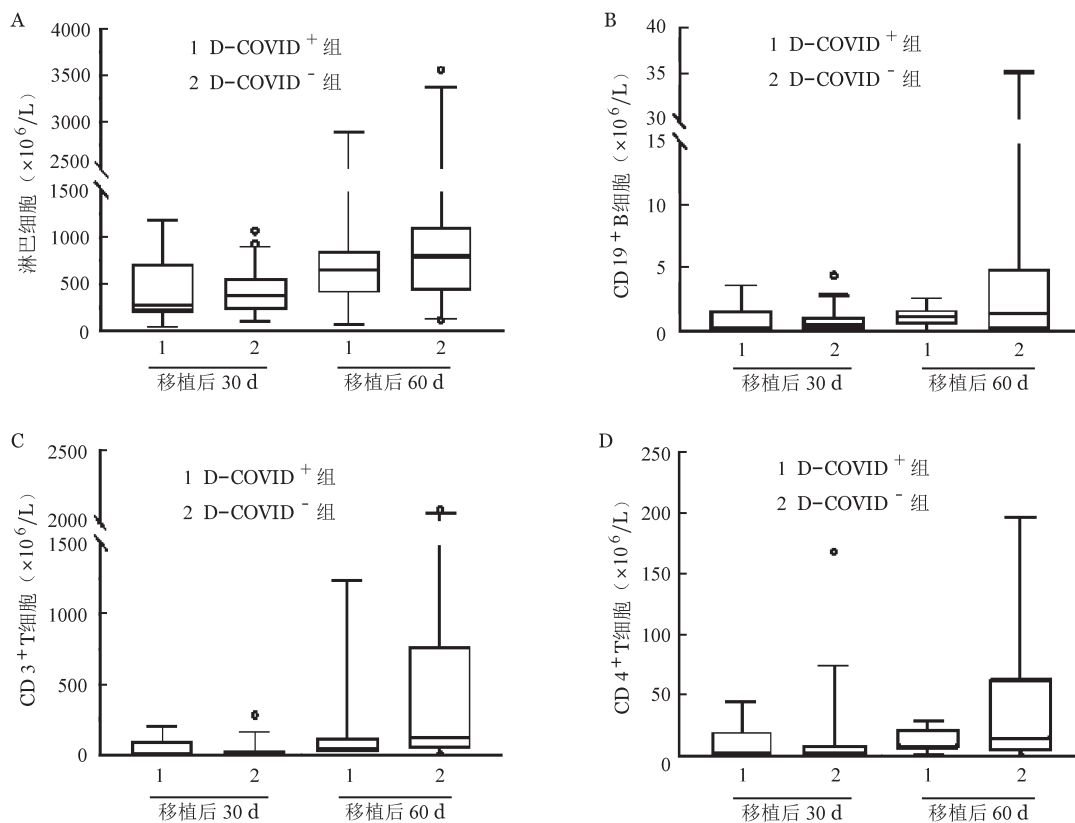 A
淋巴细胞（×10⁶/L）
4000
3500
3000
2500
1500
1000
500
0
1 D-COVID⁺组
2 D-COVID⁻组
1 2 1 2
移植后 30 d 移植后 60 d
B
CD19⁺B细胞（×10⁶/L）
40
35
30
15
10
5
0
1 D-COVID⁺组
2 D-COVID⁻组
1 2 1 2
移植后 30 d 移植后 60 d
C
CD3⁺T细胞（×10⁶/L）
2500
2000
1500
1000
500
0
1 D-COVID⁺组
2 D-COVID⁻组
1 2 1 2
移植后 30 d 移植后 60 d
D
CD4⁺T细胞（×10⁶/L）
250
200
150
100
50
0
1 D-COVID⁺组
2 D-COVID⁻组
1 2 1 2
移植后 30 d 移植后 60 d